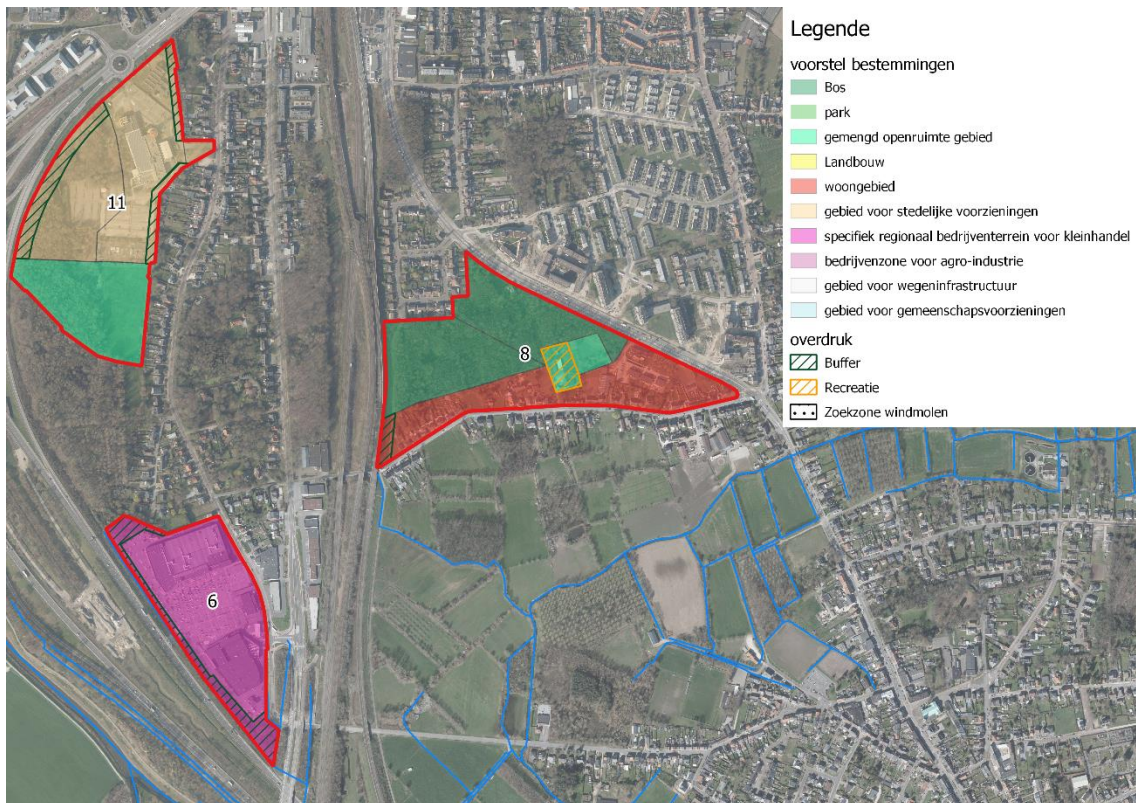 Legende
voorstel bestemmingen
Bos
park
gemengd openruimte gebied
Landbouw
woongebied
gebied voor stedelijke voorzieningen
specifiek regionaal bedrijventerrein voor kleinhandel
bedrijvenzone voor agro-industrie
gebied voor wegeninfrastructuur
gebied voor gemeenschapsvoorzieningen
overdruk
Buffer
Recreatie
Zoekzone windmolen
11
8
6